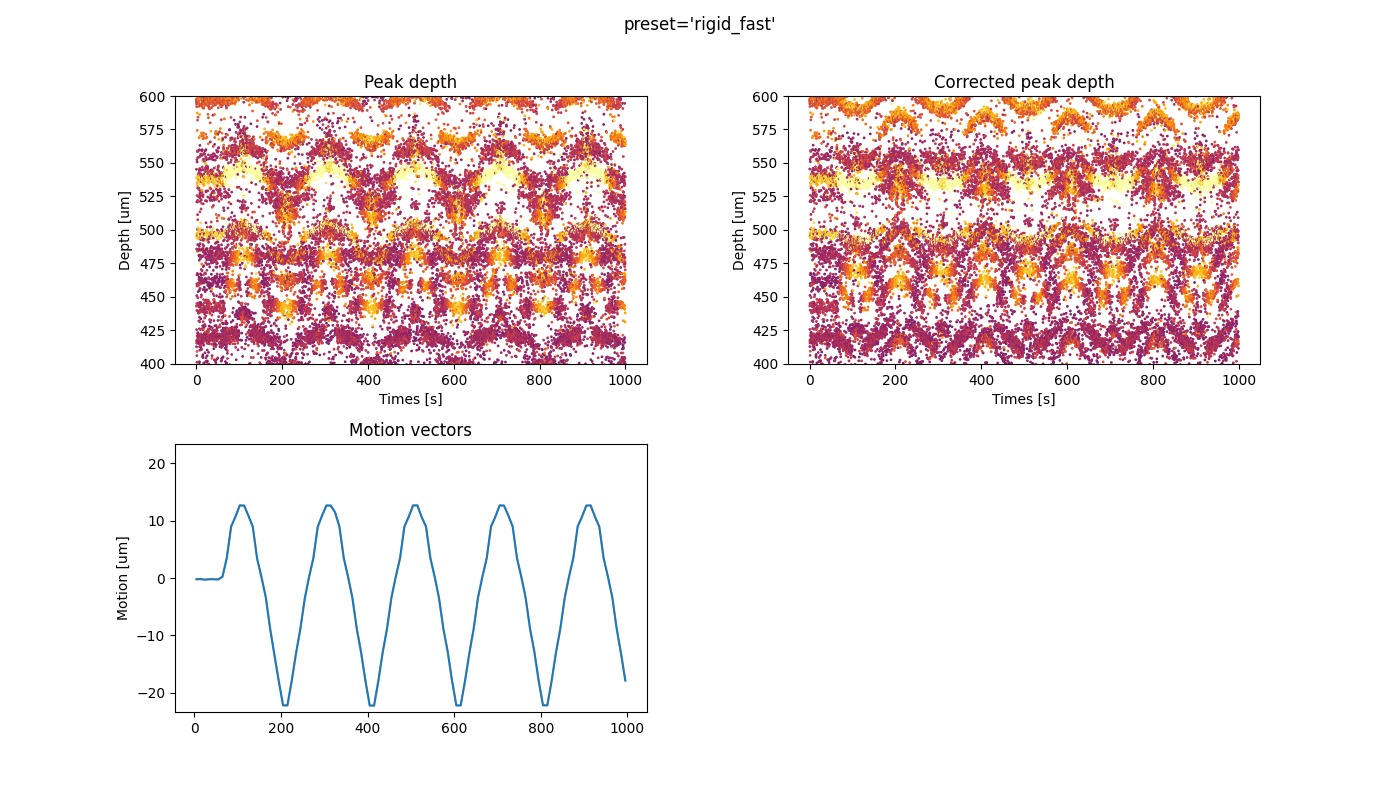 preset='rigid_fast'
Peak depth
Corrected peak depth
600
575
550
525
500
475
450
425
400
Depth [um]
0 200 400 600 800 1000
Times [s]
600
575
550
525
500
475
450
425
400
Depth [um]
0 200 400 600 800 1000
Times [s]
Motion vectors
20
10
0
−10
−20
Motion [um]
0 200 400 600 800 1000